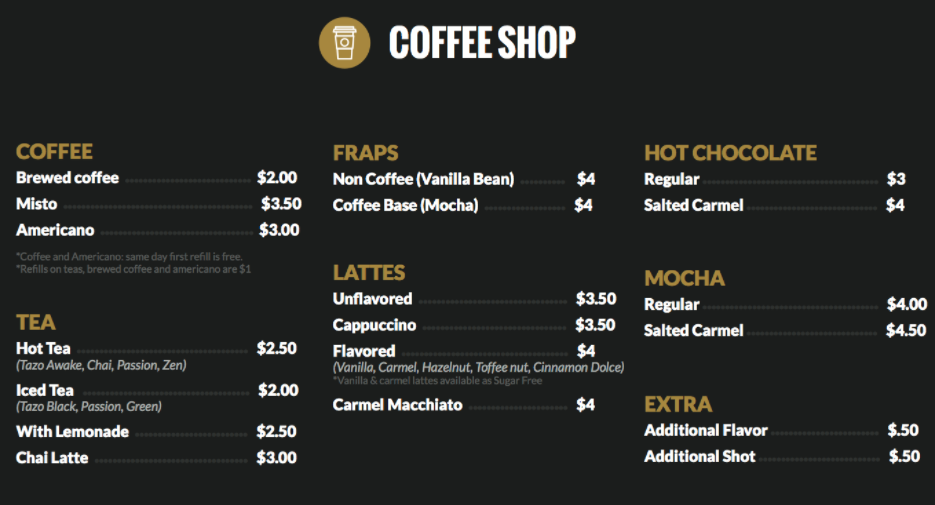 COFFEE SHOP
COFFEE
Brewed coffee $2.00
Misto $3.50
Americano $3.00
*Coffee and Americano: same day first refill is free.
*Refills on teas, brewed coffee and americano are $1
TEA
Hot Tea $2.50
(Tazo Awake, Chai, Passion, Zen)
Iced Tea $2.00
(Tazo Black, Passion, Green)
With Lemonade $2.50
Chai Latte $3.00
FRAPS
Non Coffee (Vanilla Bean) $4
Coffee Base (Mocha) $4
LATTES
Unflavored $3.50
Cappuccino $3.50
Flavored $4
(Vanilla, Carmel, Hazelnut, Toffee nut, Cinnamon Dolce)
*Vanilla & carmel lattes available as Sugar Free
Carmel Macchiato $4
HOT CHOCOLATE
Regular $3
Salted Carmel $4
MOCHA
Regular $4.00
Salted Carmel $4.50
EXTRA
Additional Flavor $.50
Additional Shot $.50